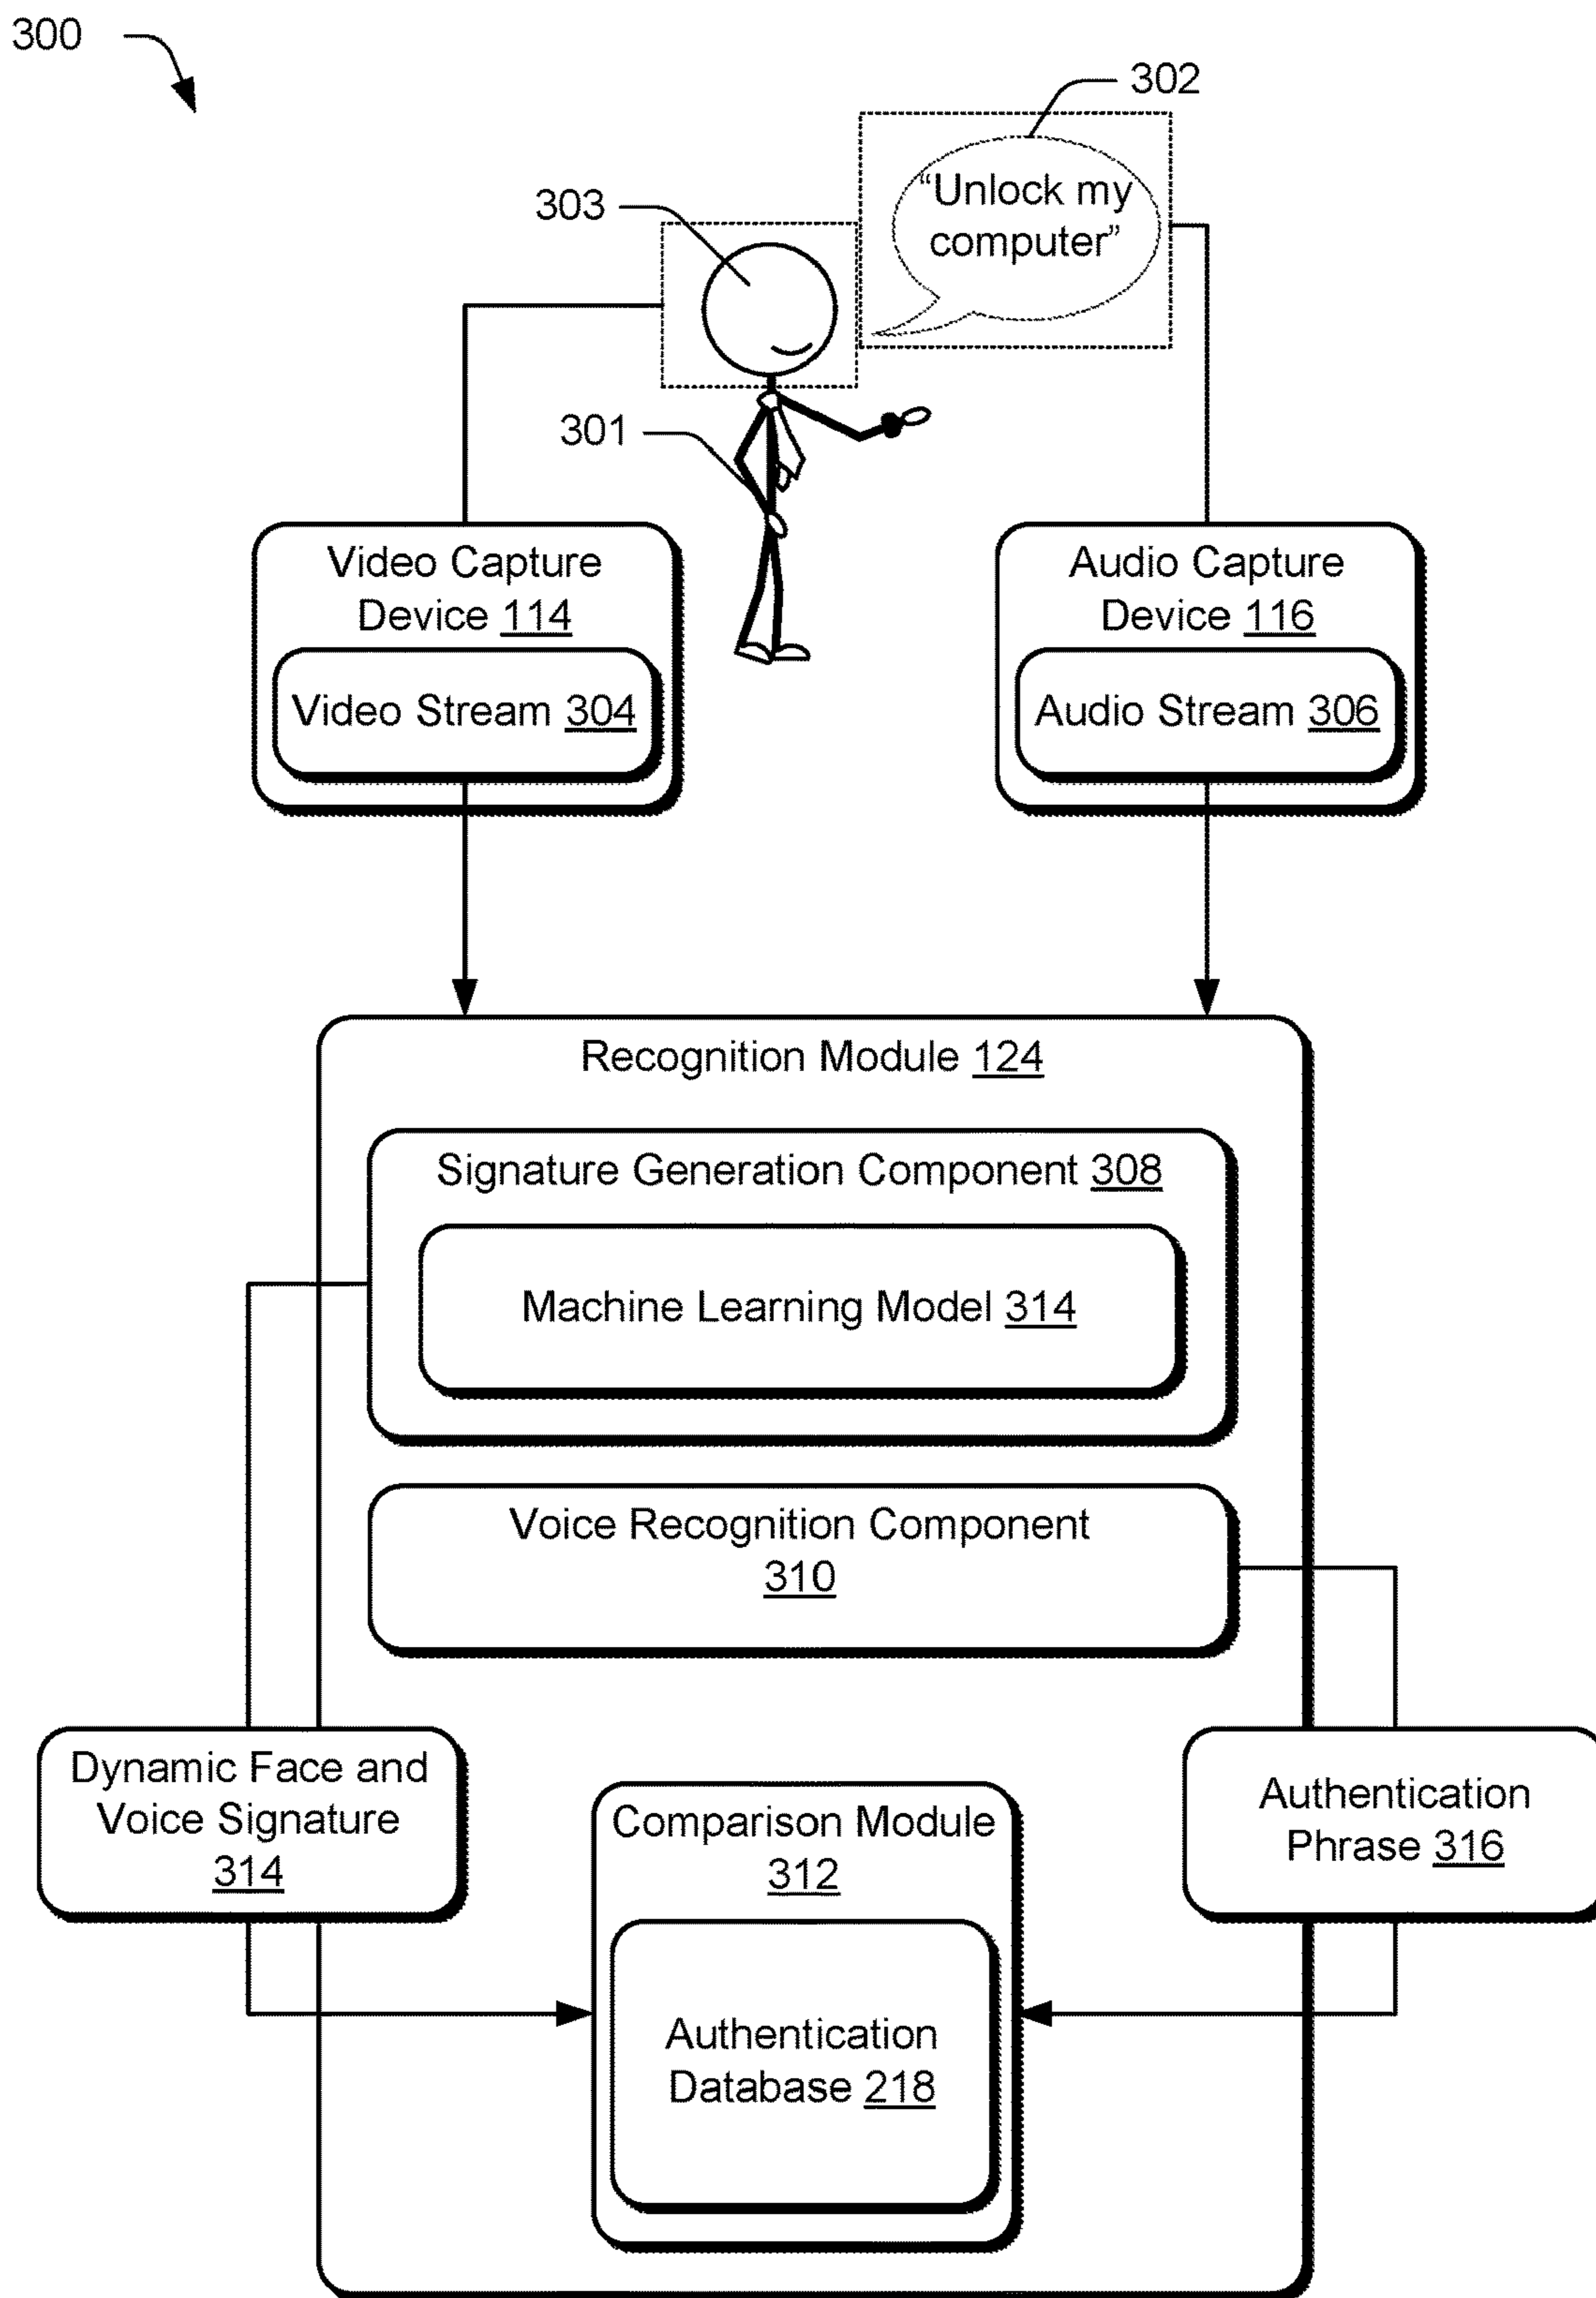 300
302
"Unlock my
computer"
303
301
Video Capture
Device 114
Video Stream 304
Audio Capture
Device 116
Audio Stream 306
Recognition Module 124
Signature Generation Component 308
Machine Learning Model 314
Voice Recognition Component
310
Dynamic Face and
Voice Signature
314
Comparison Module
312
Authentication
Database 218
Authentication
Phrase 316